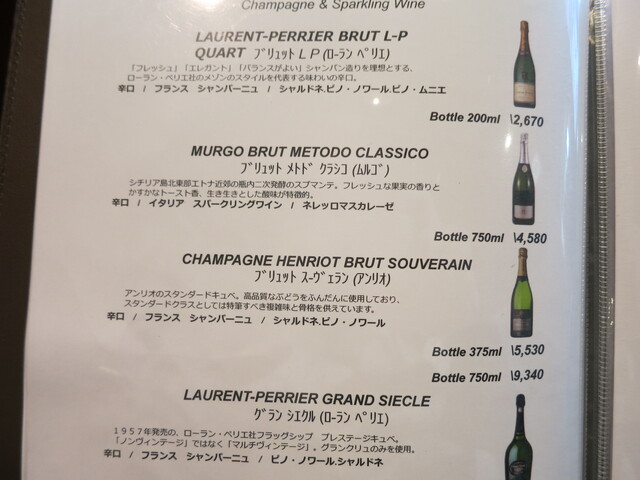 Champagne & Sparkling Wine
LAURENT-PERRIER BRUT L-P
QUART ﾌﾞﾘｭｯﾄ L P (ﾛｰﾗﾝ ﾍﾟﾘｴ)
「フレッシュ」「エレガント」「バランスがよい」シャンパン造りを理想とする、
ローラン・ペリエ社のメゾンのスタイルを代表する味わいの辛口。
辛口 / フランス シャンパーニュ / シャルドネ.ピノ・ノワール.ピノ・ムニエ
Bottle 200ml \2,670
MURGO BRUT METODO CLASSICO
ﾌﾞﾘｭｯﾄ ﾒﾄﾄﾞ ｸﾗｼｺ (ﾑﾙｺﾞ)
シチリア島北東部エトナ近郊の瓶内二次発酵のスプマンテ。フレッシュな果実の香りと
かすかなトースト香、生き生きとした酸味が特徴的。
辛口 / イタリア スパークリングワイン / ネレッロマスカレーゼ
Bottle 750ml \4,580
CHAMPAGNE HENRIOT BRUT SOUVERAIN
ﾌﾞﾘｭｯﾄ ｽｰｳﾞｪﾗﾝ (ｱﾝﾘｵ)
アンリオのスタンダードキュベ。高品質なぶどうをふんだんに使用しており、
スタンダードクラスとしては特筆すべき複雑味と骨格を供えています。
辛口 / フランス シャンパーニュ / シャルドネ.ピノ・ノワール
Bottle 375ml \5,530
Bottle 750ml \9,340
LAURENT-PERRIER GRAND SIECLE
ｸﾞﾗﾝ ｼｴｸﾙ (ﾛｰﾗﾝ ﾍﾟﾘｴ)
1957年発売の、ローラン・ペリエ社フラッグシップ プレステージキュベ。
「ノンヴィンテージ」ではなく「マルチヴィンテージ」。グランクリュのみを使用。
辛口 / フランス シャンパーニュ / ピノ・ノワール.シャルドネ